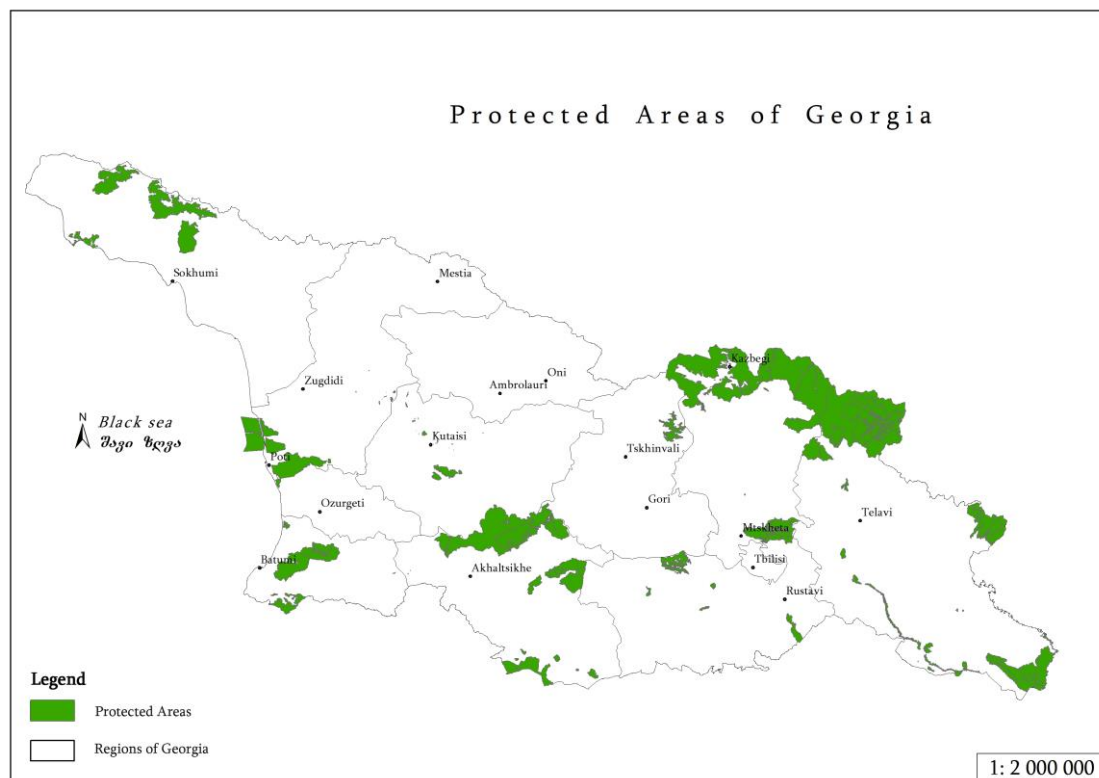 Protected Areas of Georgia
Sokhumi
Mestia
Kazbegi
Oni
Zugdidi
Ambrolauri
N
Black sea
შავი ზღვა
Kutaisi
Tskhinvali
Poti
Ozurgeti
Gori
Telavi
Mtskheta
Batumi
Akhaltsikhe
Tbilisi
Rustavi
Legend
Protected Areas
Regions of Georgia
1: 2 000 000